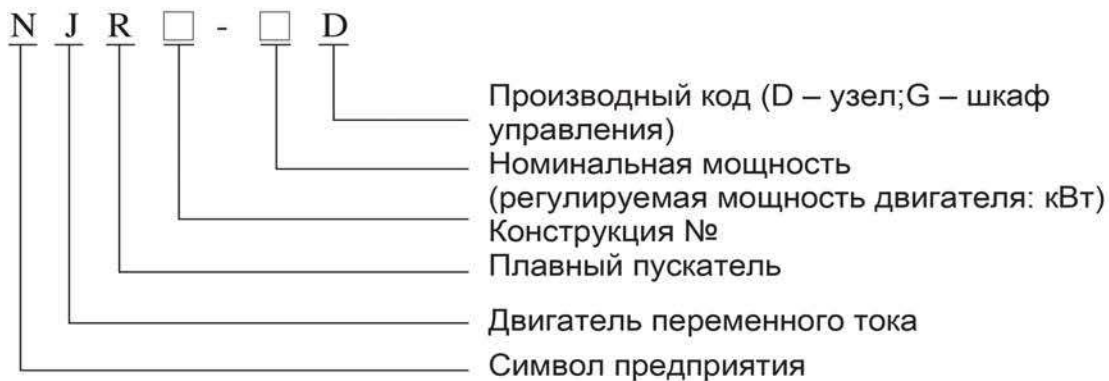 N J R □ - □ D
Производный код (D – узел;G – шкаф
управления)
Номинальная мощность
(регулируемая мощность двигателя: кВт)
Конструкция №
Плавный пускатель
Двигатель переменного тока
Символ предприятия